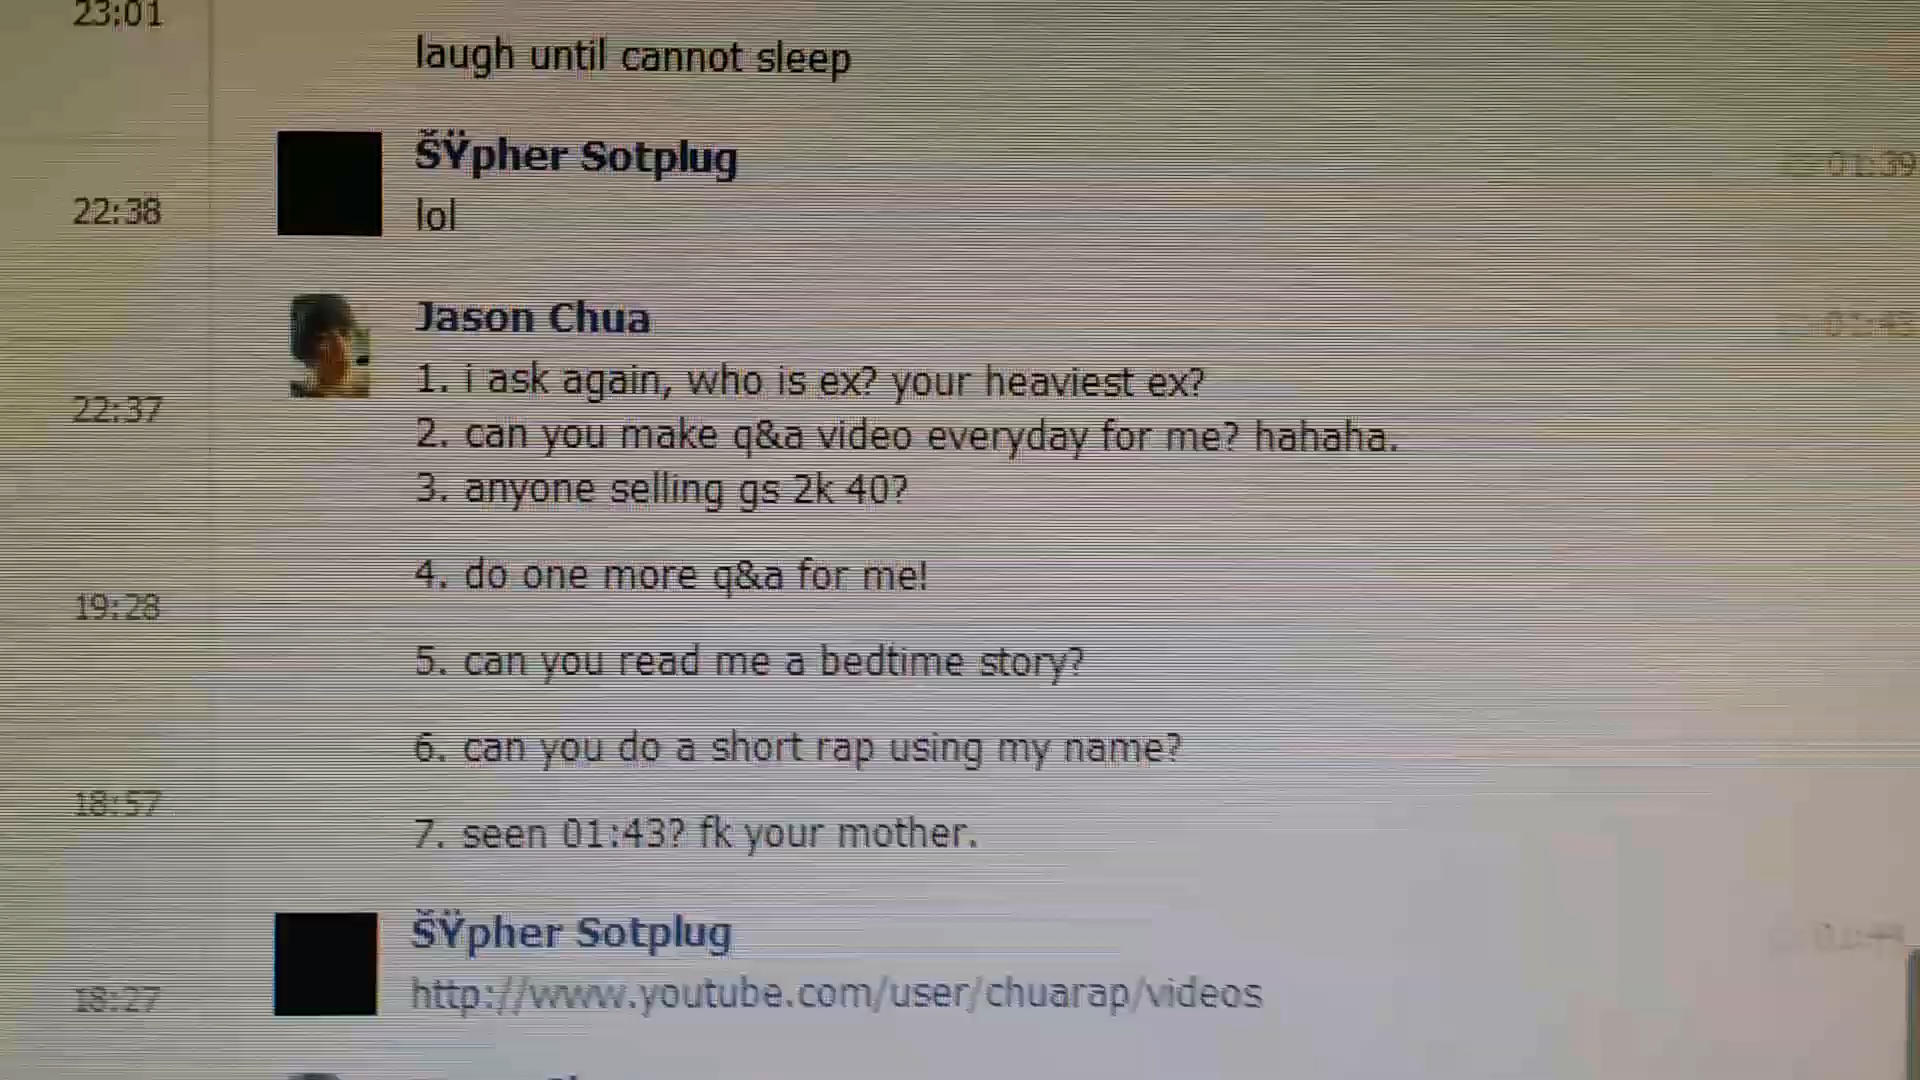 23:01
laugh until cannot sleep
ŠŸpher Sotplug
01:39
22:38
lol
Jason Chua
1. i ask again, who is ex? your heaviest ex?
22:37
2. can you make q&a video everyday for me? hahaha.
3. anyone selling gs 2k 40?
4. do one more q&a for me!
19:28
5. can you read me a bedtime story?
6. can you do a short rap using my name?
18:57
7. seen 01:43? fk your mother.
ŠŸpher Sotplug
18:27
http://www.youtube.com/user/chuarap/videos